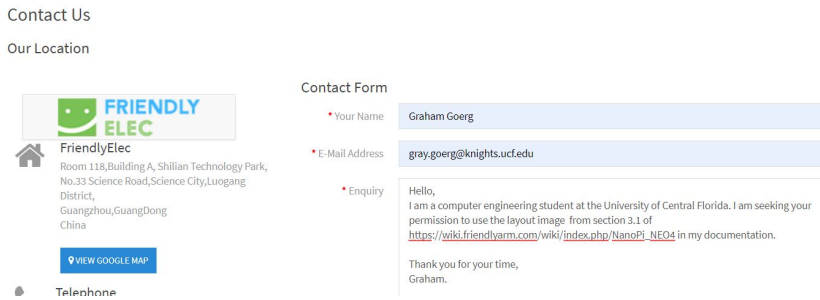 Contact Us
Our Location
FRIENDLY
ELEC
FriendlyElec
Room 118,Building A, Shilian Technology Park,
No.33 Science Road,Science City,Luogang
District,
Guangzhou,GuangDong
China
VIEW GOOGLE MAP
Telephone
Contact Form
* Your Name
Graham Goerg
* E-Mail Address
gray.goerg@knights.ucf.edu
* Enquiry
Hello,
I am a computer engineering student at the University of Central Florida. I am seeking your
permission to use the layout image from section 3.1 of
https://wiki.friendlyarm.com/wiki/index.php/NanoPi_NEO4 in my documentation.
Thank you for your time,
Graham.